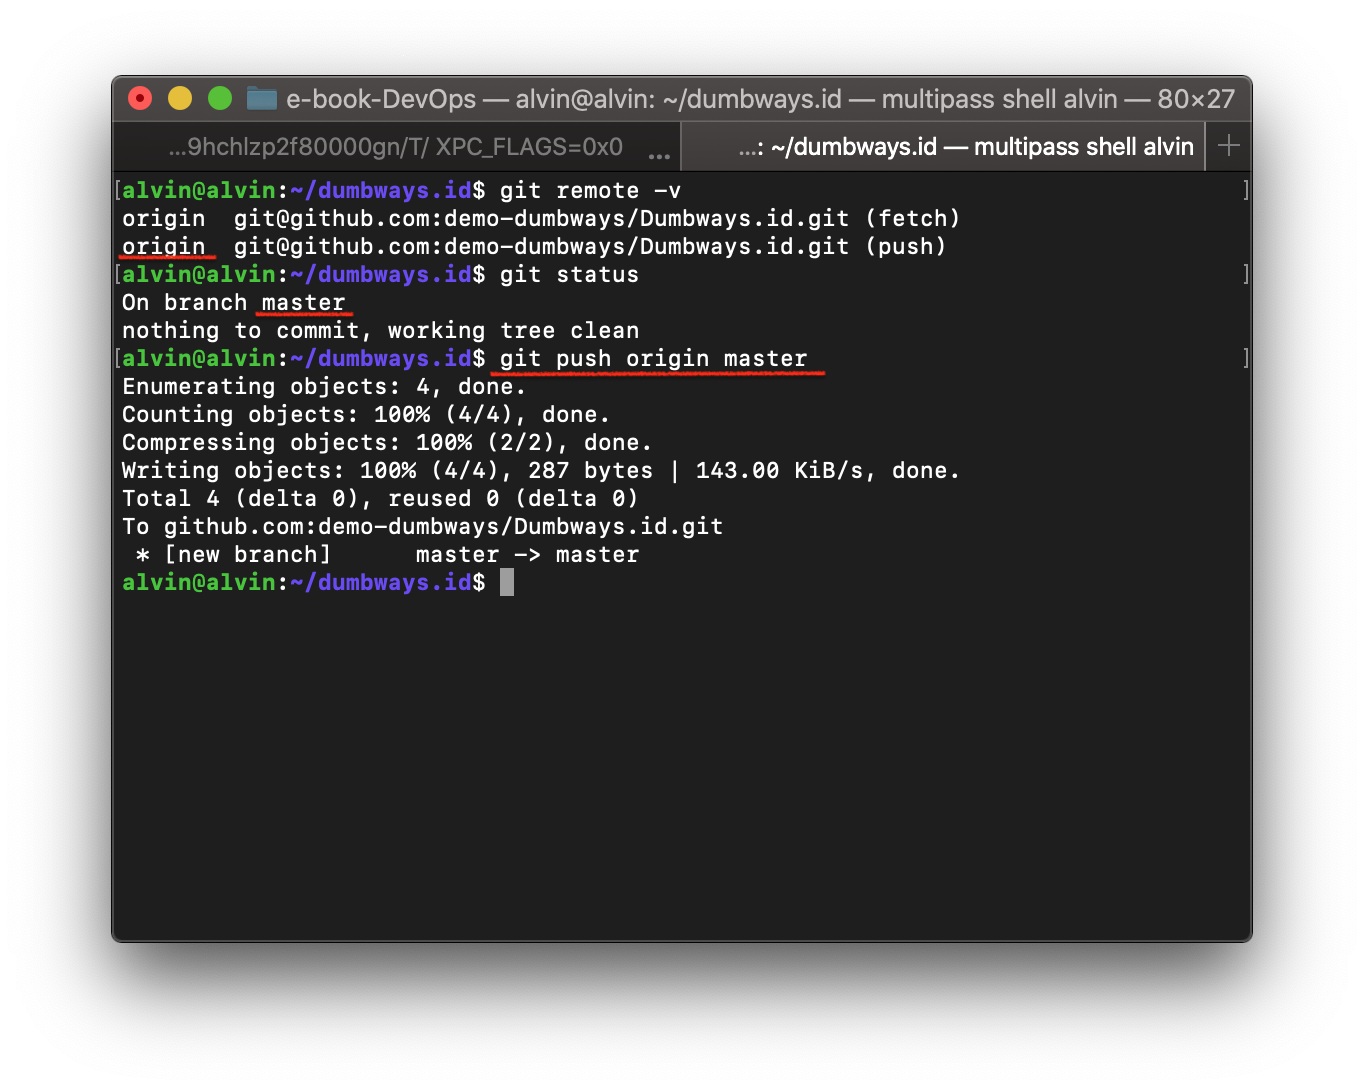 e-book-DevOps — alvin@alvin: ~/dumbways.id — multipass shell alvin — 80×27
...9hchlzp2f80000gn/T/ XPC_FLAGS=0x0 ...
...: ~/dumbways.id — multipass shell alvin +
[alvin@alvin:~/dumbways.id$ git remote -v ]
origin  git@github.com:demo-dumbways/Dumbways.id.git (fetch)
origin  git@github.com:demo-dumbways/Dumbways.id.git (push)
[alvin@alvin:~/dumbways.id$ git status ]
On branch master
nothing to commit, working tree clean
[alvin@alvin:~/dumbways.id$ git push origin master ]
Enumerating objects: 4, done.
Counting objects: 100% (4/4), done.
Compressing objects: 100% (2/2), done.
Writing objects: 100% (4/4), 287 bytes | 143.00 KiB/s, done.
Total 4 (delta 0), reused 0 (delta 0)
To github.com:demo-dumbways/Dumbways.id.git
 * [new branch]      master -> master
alvin@alvin:~/dumbways.id$